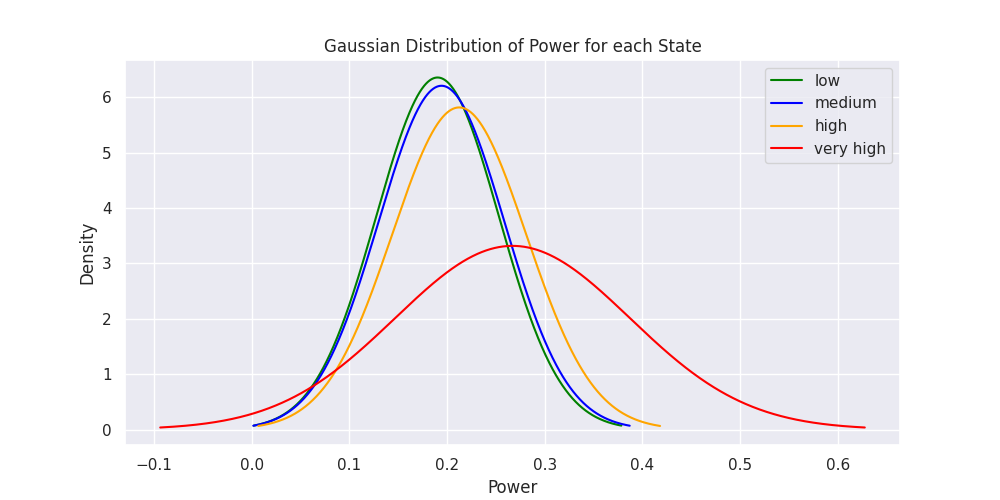 Gaussian Distribution of Power for each State
low
medium
high
very high
Density
6
5
4
3
2
1
0
−0.1 0.0 0.1 0.2 0.3 0.4 0.5 0.6
Power